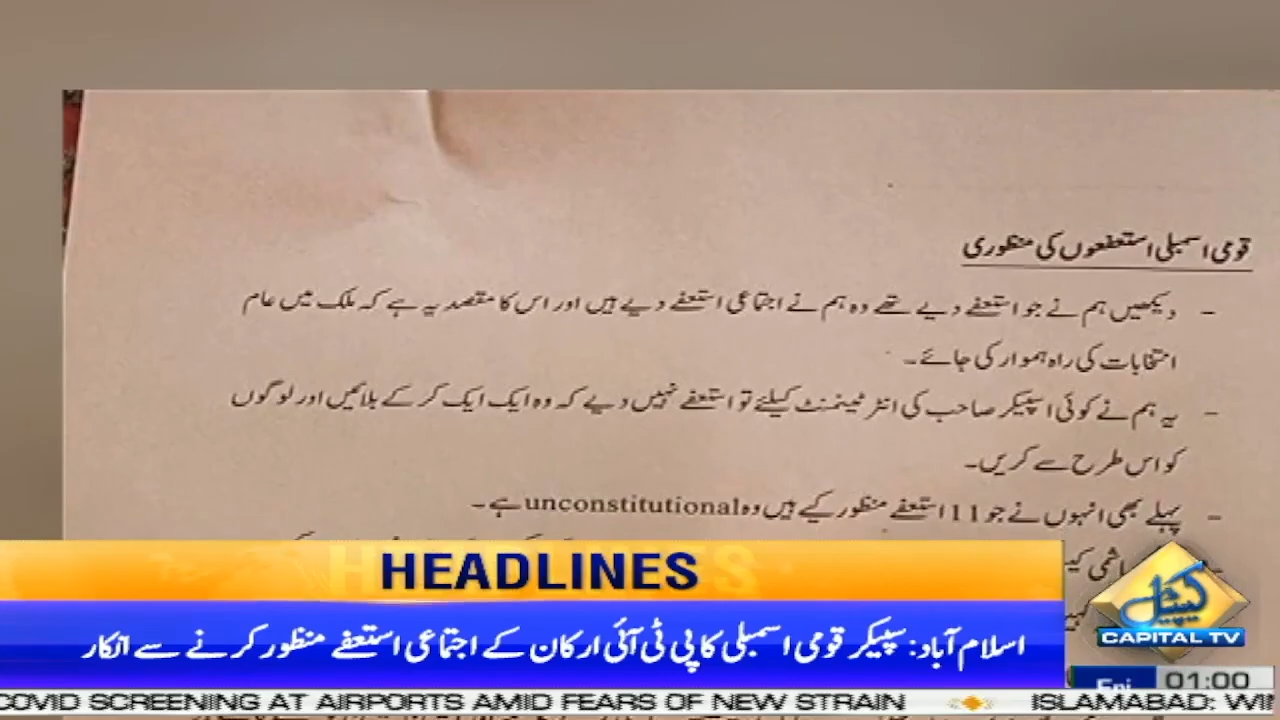 قومی اسمبلی استعفعوں کی منظوری
- دیکھیں ہم نے جو استعفے دیے تھے وہ ہم نے اجتماعی استعفے دیے ہیں اور اس کا مقصد یہ ہے کہ ملک میں عام
انتخابات کی راہ ہموار کی جائے۔
- یہ ہم نے کوئی اسپیکر صاحب کی انٹرٹینمنٹ کیلئے تو استعفے نہیں دیے کہ وہ ایک ایک کر کے بلائیں اور لوگوں
کو اس طرح سے کریں۔
- پہلے بھی انہوں نے جو 11 استعفے منظور کیے ہیں وہ unconstitutional ہے۔
HEADLINES
اسلام آباد: سپیکر قومی اسمبلی کا پی ٹی آئی ارکان کے اجتماعی استعفے منظور کرنے سے انکار
کیپیٹل
CAPITAL TV
Fri 01:00
COVID SCREENING AT AIRPORTS AMID FEARS OF NEW STRAIN ISLAMABAD: